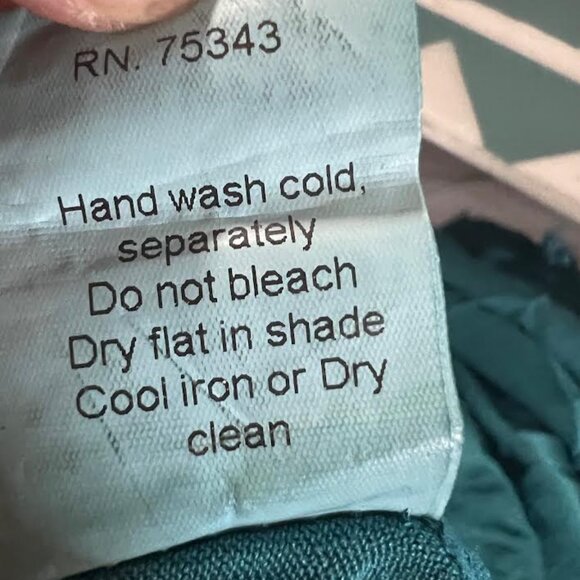 RN. 75343
Hand wash cold,
separately
Do not bleach
Dry flat in shade
Cool iron or Dry
clean